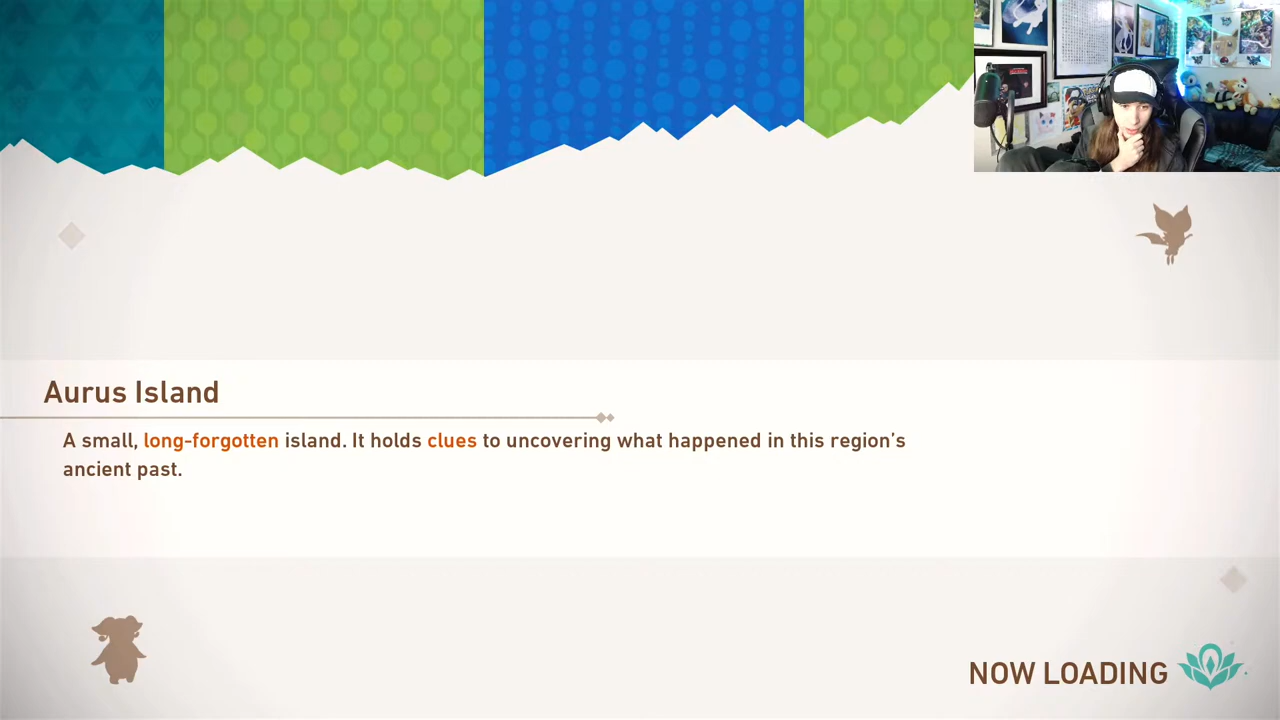 Aurus Island
A small, long-forgotten island. It holds clues to uncovering what happened in this region's
ancient past.
NOW LOADING